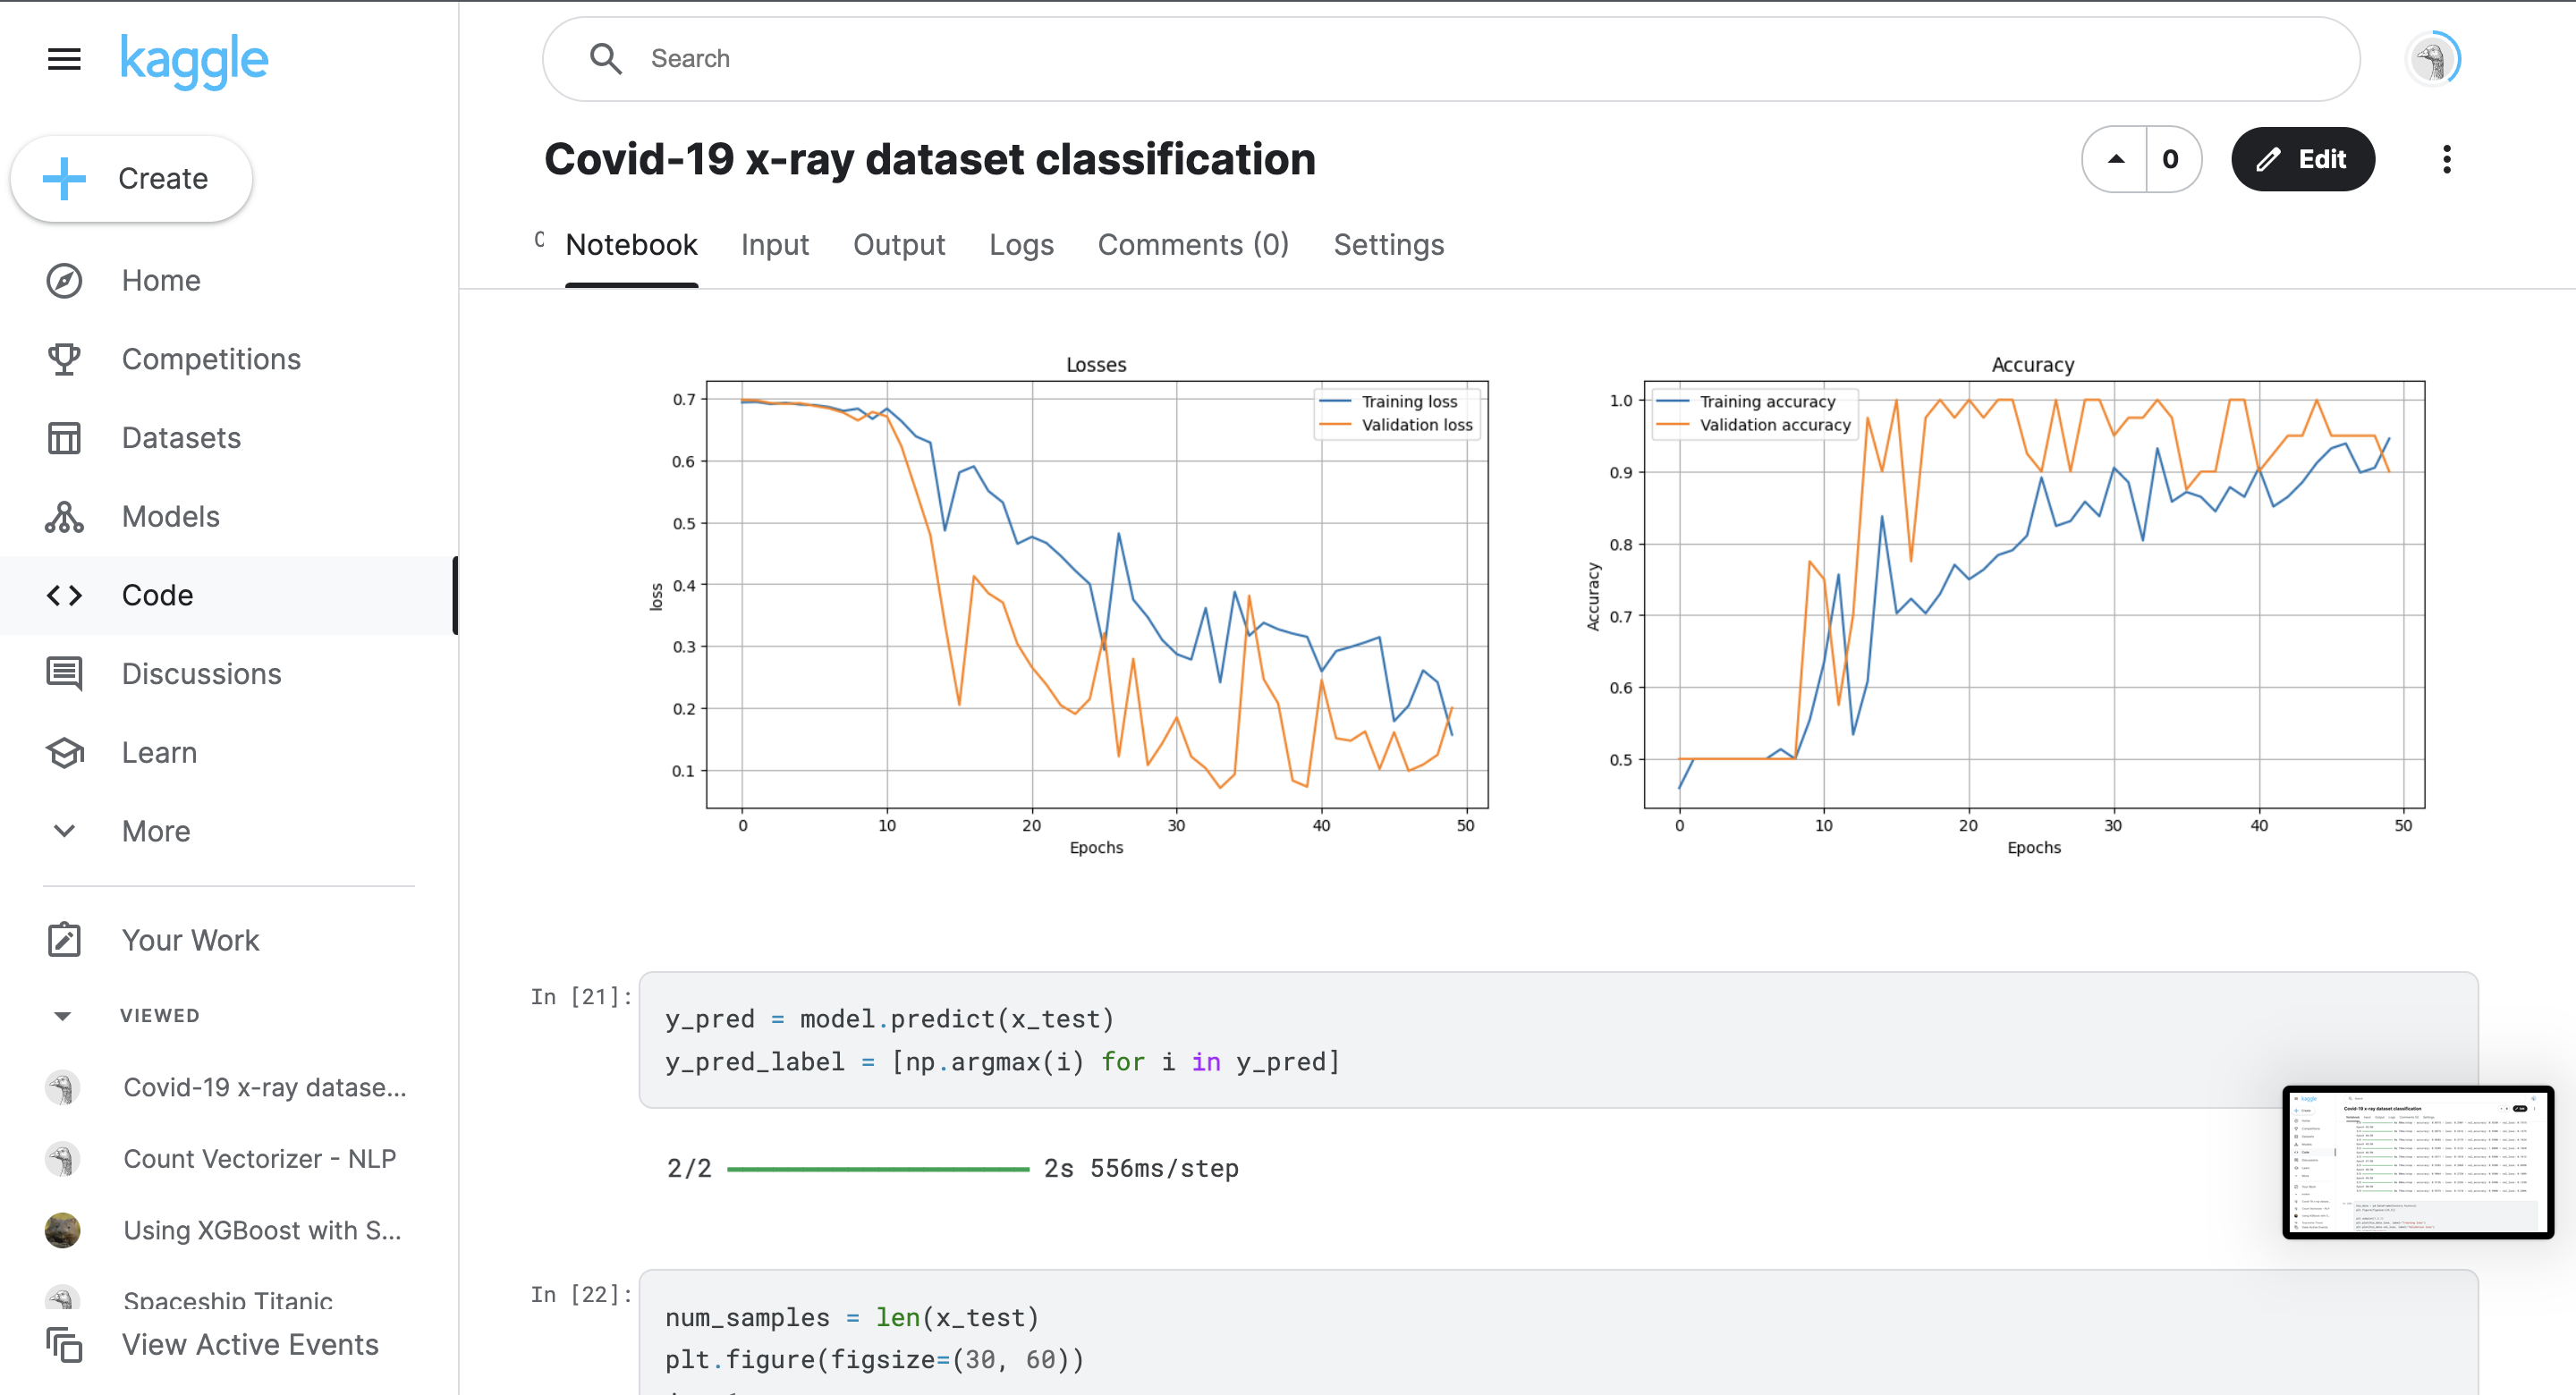 kaggle
Search
Create
Home
Competitions
Datasets
Models
Code
Discussions
Learn
More
Your Work
VIEWED
Covid-19 x-ray datase...
Count Vectorizer - NLP
Using XGBoost with S...
Spaceship Titanic
View Active Events
Covid-19 x-ray dataset classification
0
Edit
Notebook Input Output Logs Comments (0) Settings
Losses
Training loss
Validation loss
0.7
0.6
0.5
0.4
0.3
0.2
0.1
loss
0 10 20 30 40 50
Epochs
Accuracy
Training accuracy
Validation accuracy
1.0
0.9
0.8
0.7
0.6
0.5
Accuracy
0 10 20 30 40 50
Epochs
In [21]:
y_pred = model.predict(x_test)
y_pred_label = [np.argmax(i) for i in y_pred]
2/2 2s 556ms/step
In [22]:
num_samples = len(x_test)
plt.figure(figsize=(30, 60))
kaggle
Covid-19 x-ray dataset classification